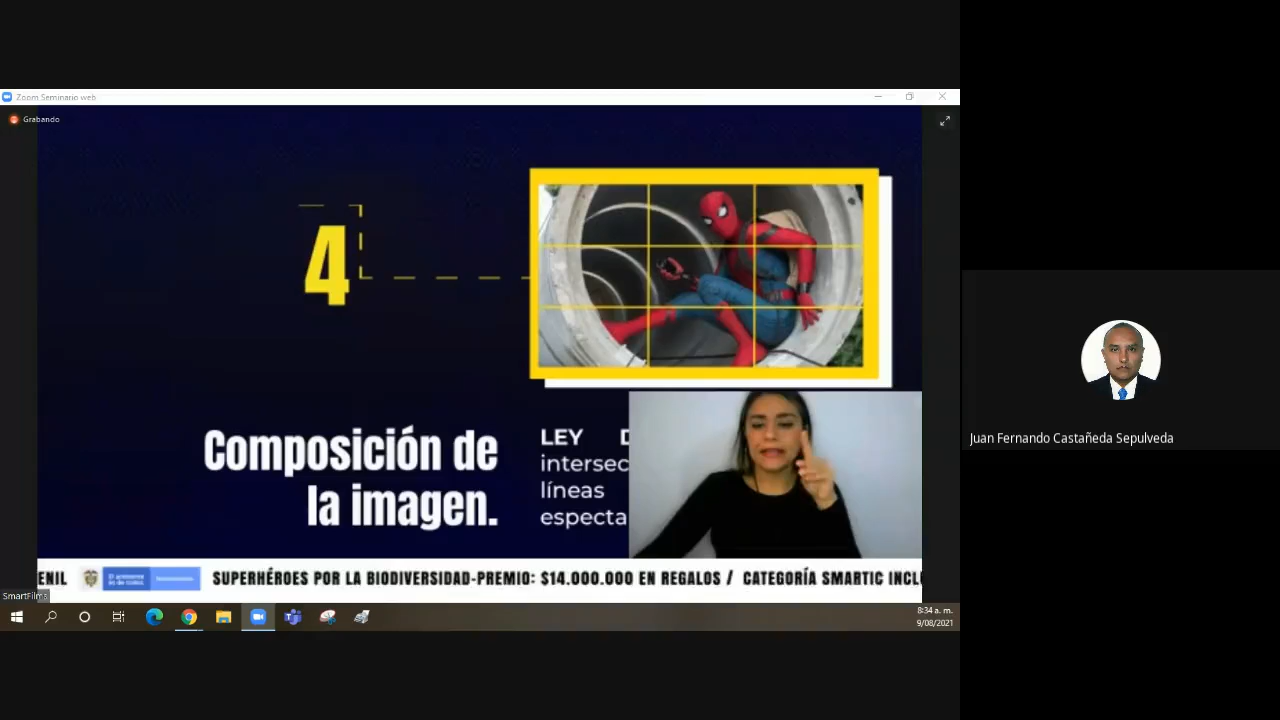 Zoom Seminario web
Grabando
4
Composición de
la imagen.
LEY D
intersec
líneas
especta
Juan Fernando Castañeda Sepulveda
ENIL
SUPERHÉROES POR LA BIODIVERSIDAD-PREMIO: $14.000.000 EN REGALOS / CATEGORÍA SMARTIC INCLU
SmartFilms
8:34 a. m.
9/08/2021